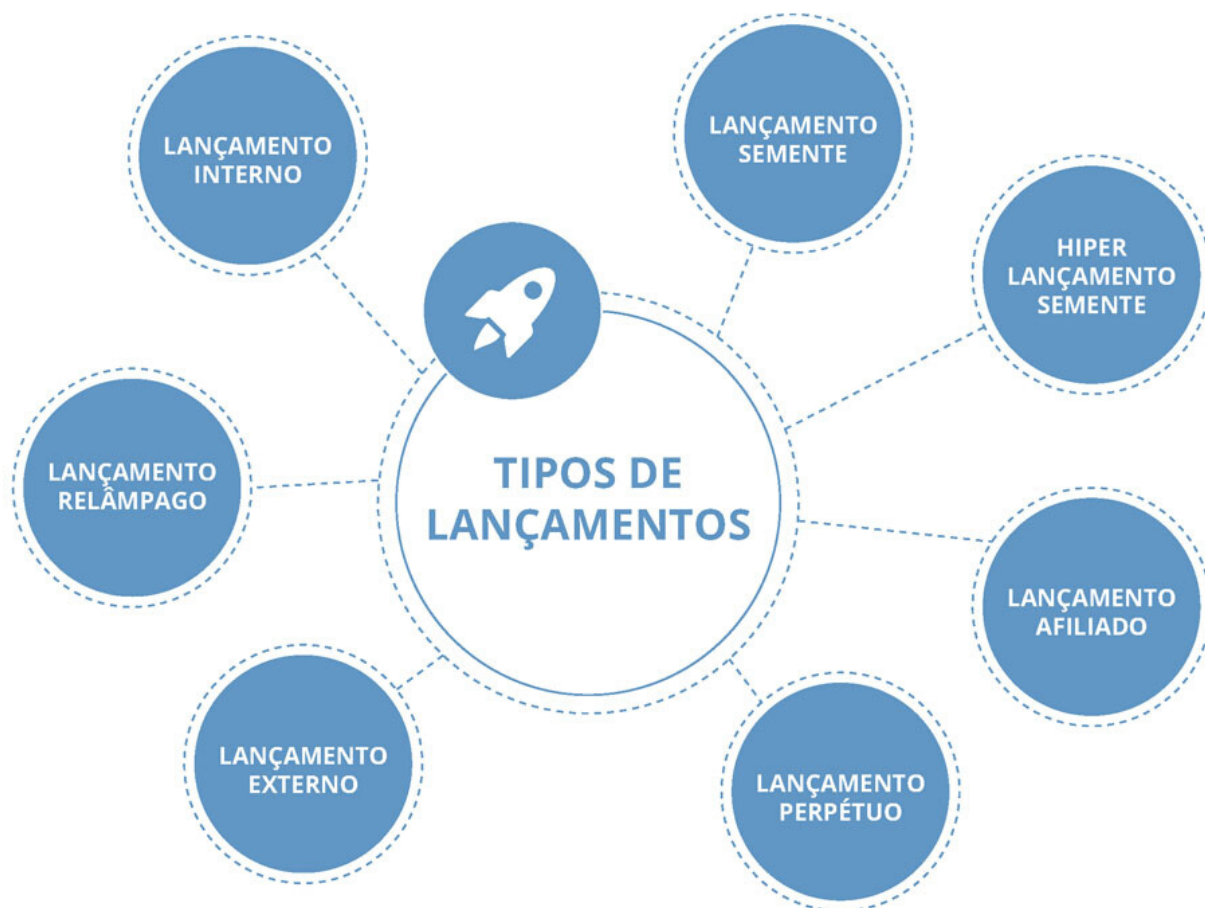 LANÇAMENTO
INTERNO
LANÇAMENTO
SEMENTE
HIPER
LANÇAMENTO
SEMENTE
LANÇAMENTO
RELÂMPAGO
TIPOS DE
LANÇAMENTOS
LANÇAMENTO
AFILIADO
LANÇAMENTO
EXTERNO
LANÇAMENTO
PERPÉTUO